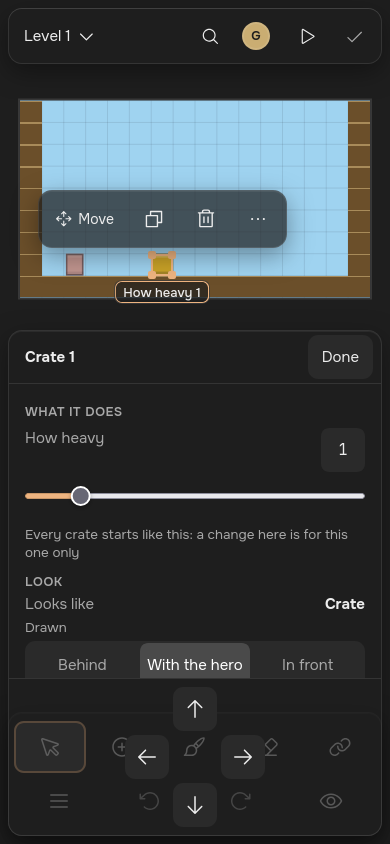 Level 1
G
Move
How heavy 1
Crate 1
Done
WHAT IT DOES
How heavy
1
Every crate starts like this: a change here is for this
one only
LOOK
Looks like
Crate
Drawn
Behind
With the hero
In front